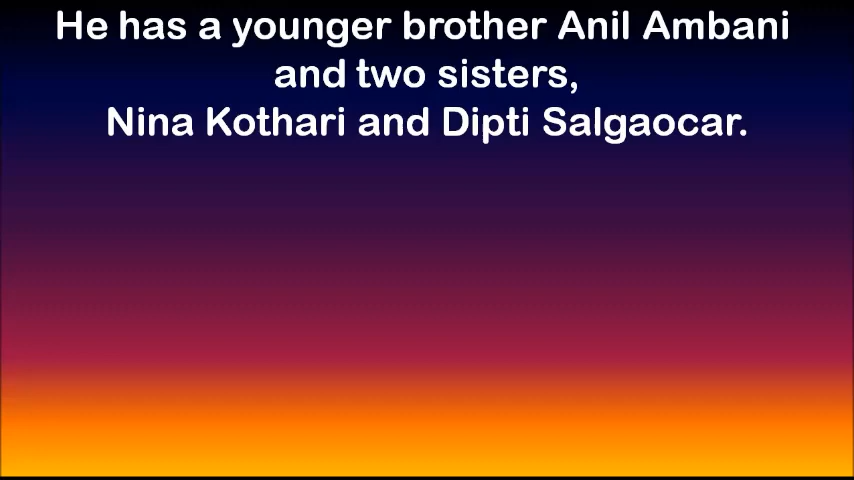 He has a younger brother Anil Ambani
and two sisters,
Nina Kothari and Dipti Salgaocar.